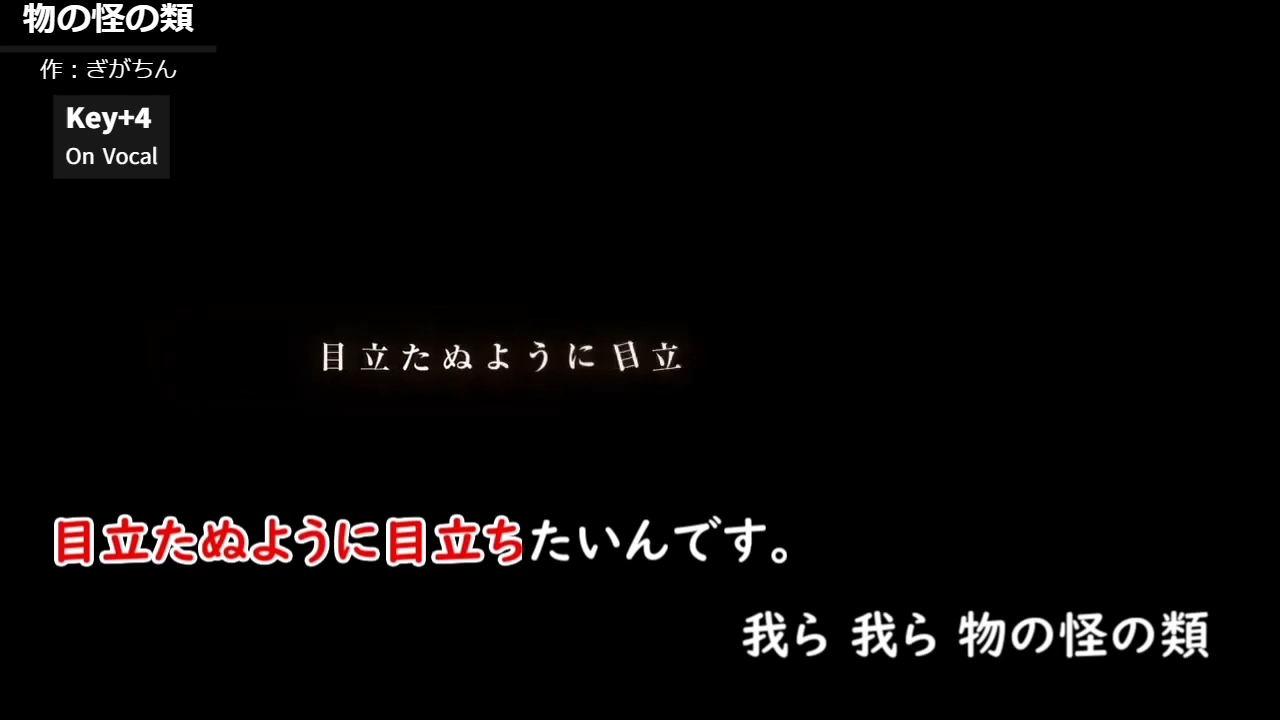 物の怪の類
作：ぎがちん
Key+4
On Vocal
目立たぬように目立
目立たぬように目立ちたいんです。
我ら 我ら 物の怪の類